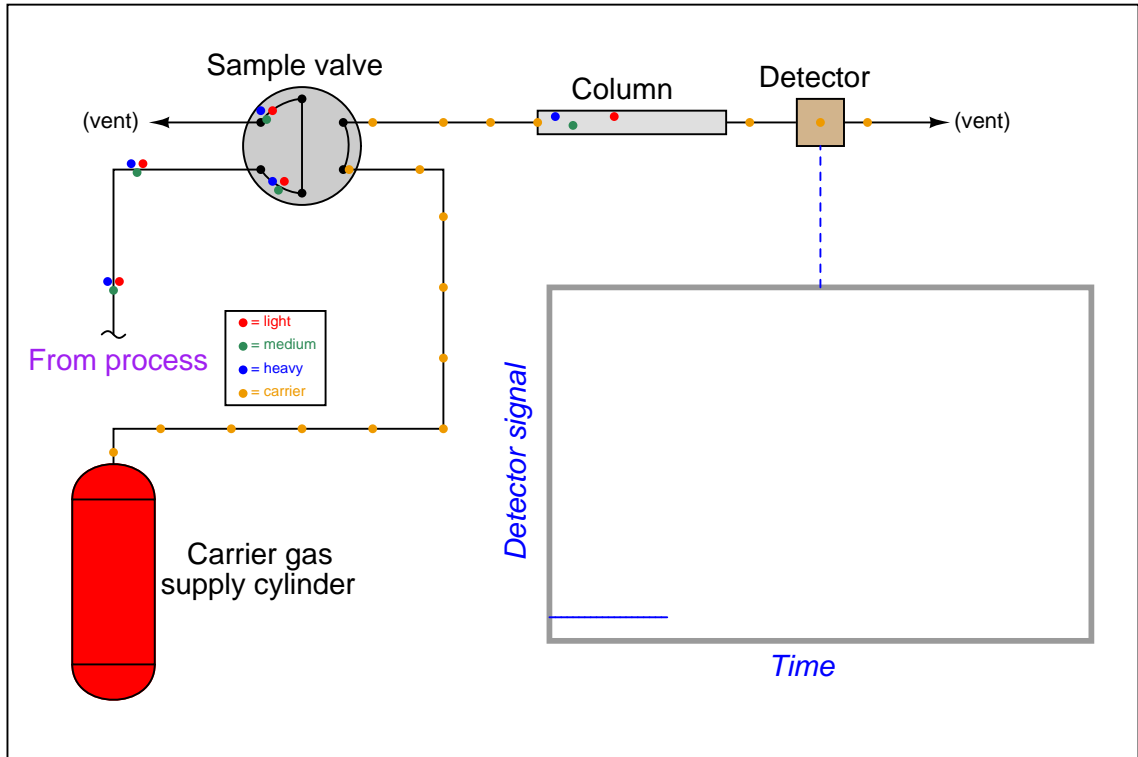 Sample valve
Column
Detector
(vent)
(vent)
= light
= medium
= heavy
= carrier
From process
Detector signal
Carrier gas
supply cylinder
Time